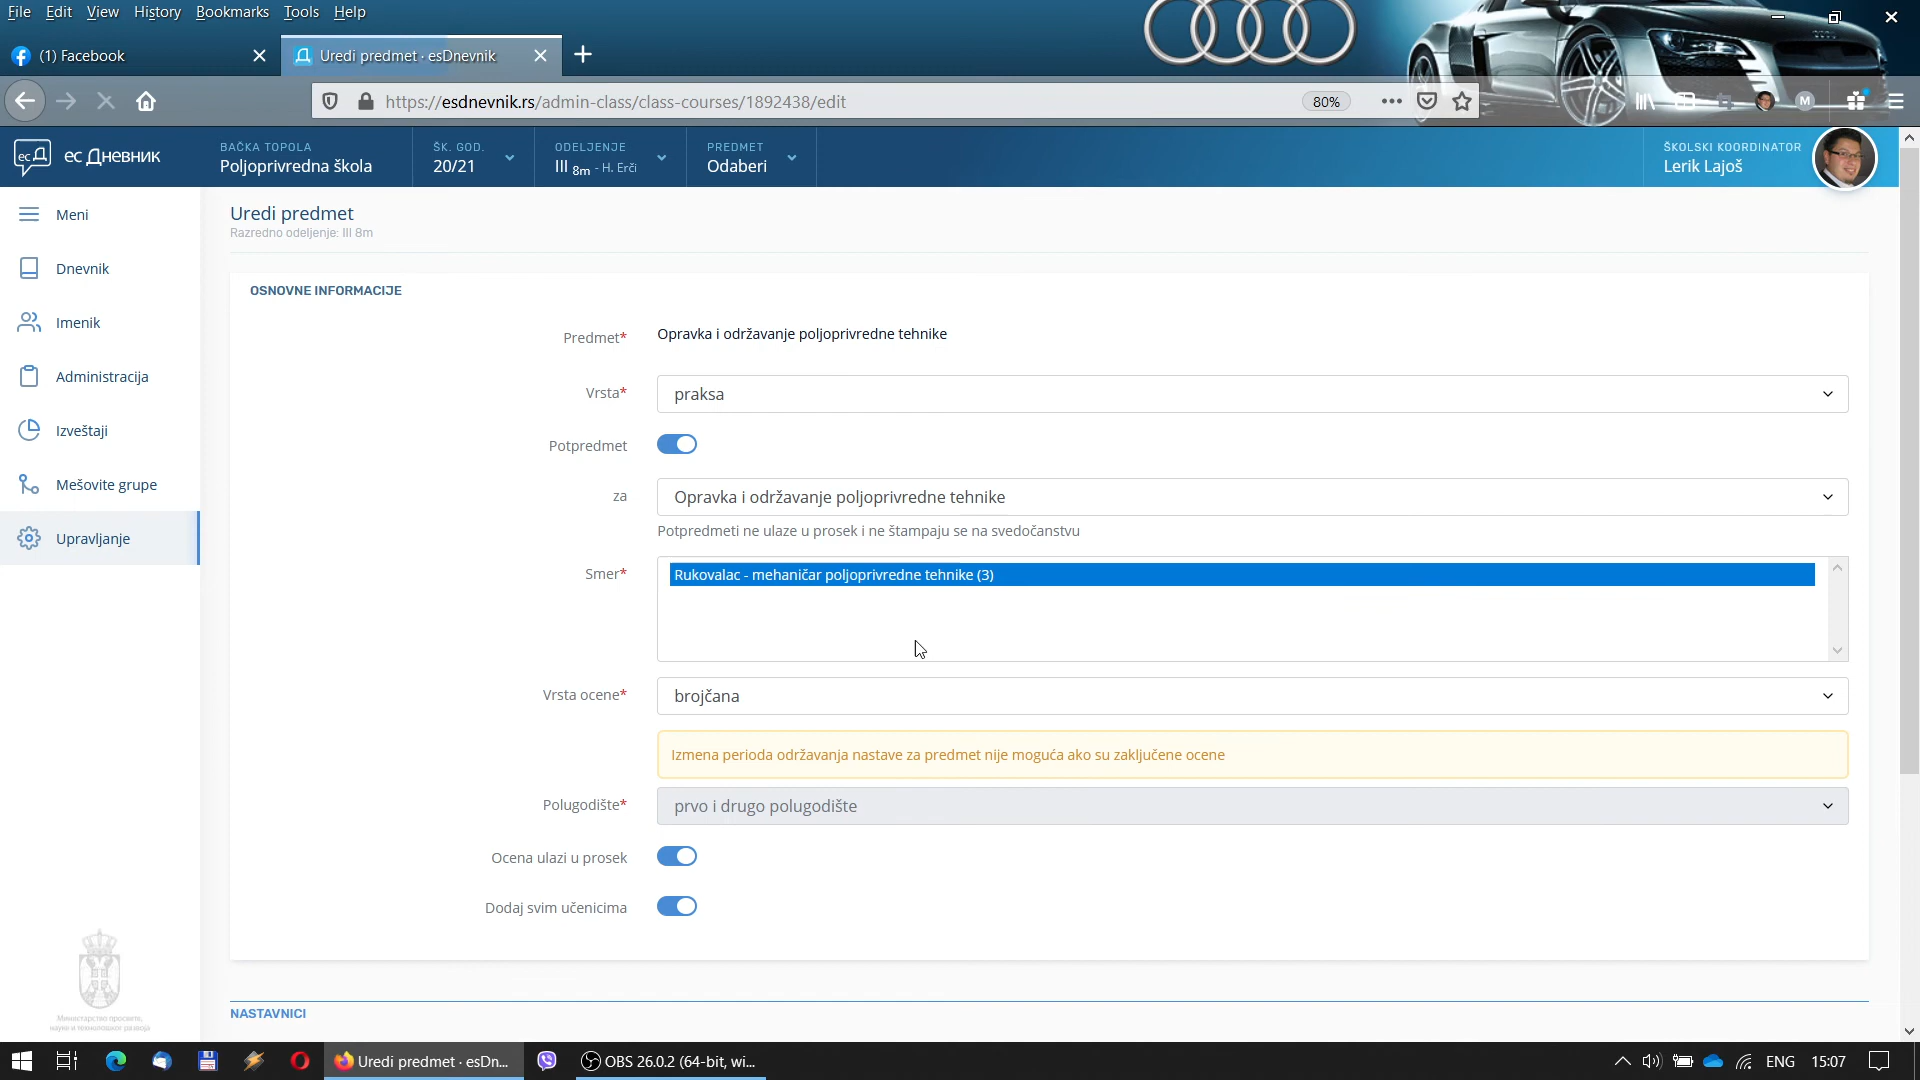 File Edit View History Bookmarks Tools Help
(1) Facebook
Uredi predmet · esDnevnik
https://esdnevnik.rs/admin-class/class-courses/1892438/edit
80%
M
ес Дневник
BAČKA TOPOLA
Poljoprivredna škola
ŠK. GOD.
20/21
ODELJENJE
III 8m - H. Erči
PREDMET
Odaberi
ŠKOLSKI KOORDINATOR
Lerik Lajoš
Meni
Dnevnik
Imenik
Administracija
Izveštaji
Mešovite grupe
Upravljanje
Министарство просвете,
науке и технолошког развоја
Uredi predmet
Razredno odeljenje: III 8m
OSNOVNE INFORMACIJE
Predmet* Opravka i održavanje poljoprivredne tehnike
Vrsta* praksa
Potpredmet
za Opravka i održavanje poljoprivredne tehnike
Potpredmeti ne ulaze u prosek i ne štampaju se na svedočanstvu
Smer* Rukovalac - mehaničar poljoprivredne tehnike (3)
Vrsta ocene* brojčana
Izmena perioda održavanja nastave za predmet nije moguća ako su zaključene ocene
Polugodište* prvo i drugo polugodište
Ocena ulazi u prosek
Dodaj svim učenicima
NASTAVNICI
Uredi predmet · esDn...
OBS 26.0.2 (64-bit, wi...
ENG
15:07